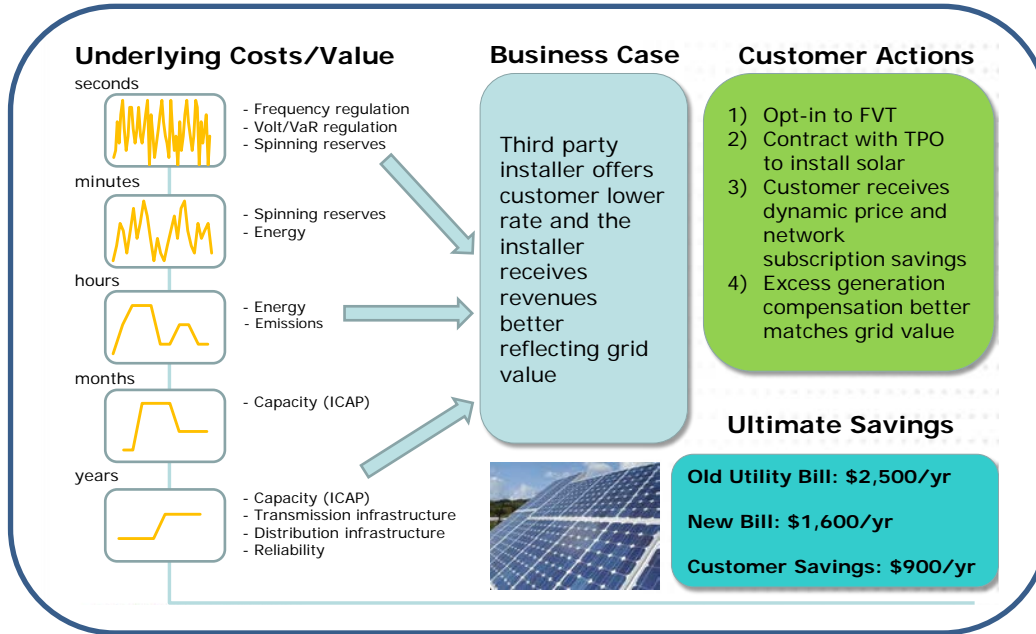 Underlying Costs/Value
seconds
- Frequency regulation
- Volt/VaR regulation
- Spinning reserves
minutes
- Spinning reserves
- Energy
hours
- Energy
- Emissions
months
- Capacity (ICAP)
years
- Capacity (ICAP)
- Transmission infrastructure
- Distribution infrastructure
- Reliability
Business Case
Third party
installer offers
customer lower
rate and the
installer
receives
revenues
better
reflecting grid
value
Customer Actions
1) Opt-in to FVT
2) Contract with TPO
to install solar
3) Customer receives
dynamic price and
network
subscription savings
4) Excess generation
compensation better
matches grid value
Ultimate Savings
Old Utility Bill: $2,500/yr
New Bill: $1,600/yr
Customer Savings: $900/yr